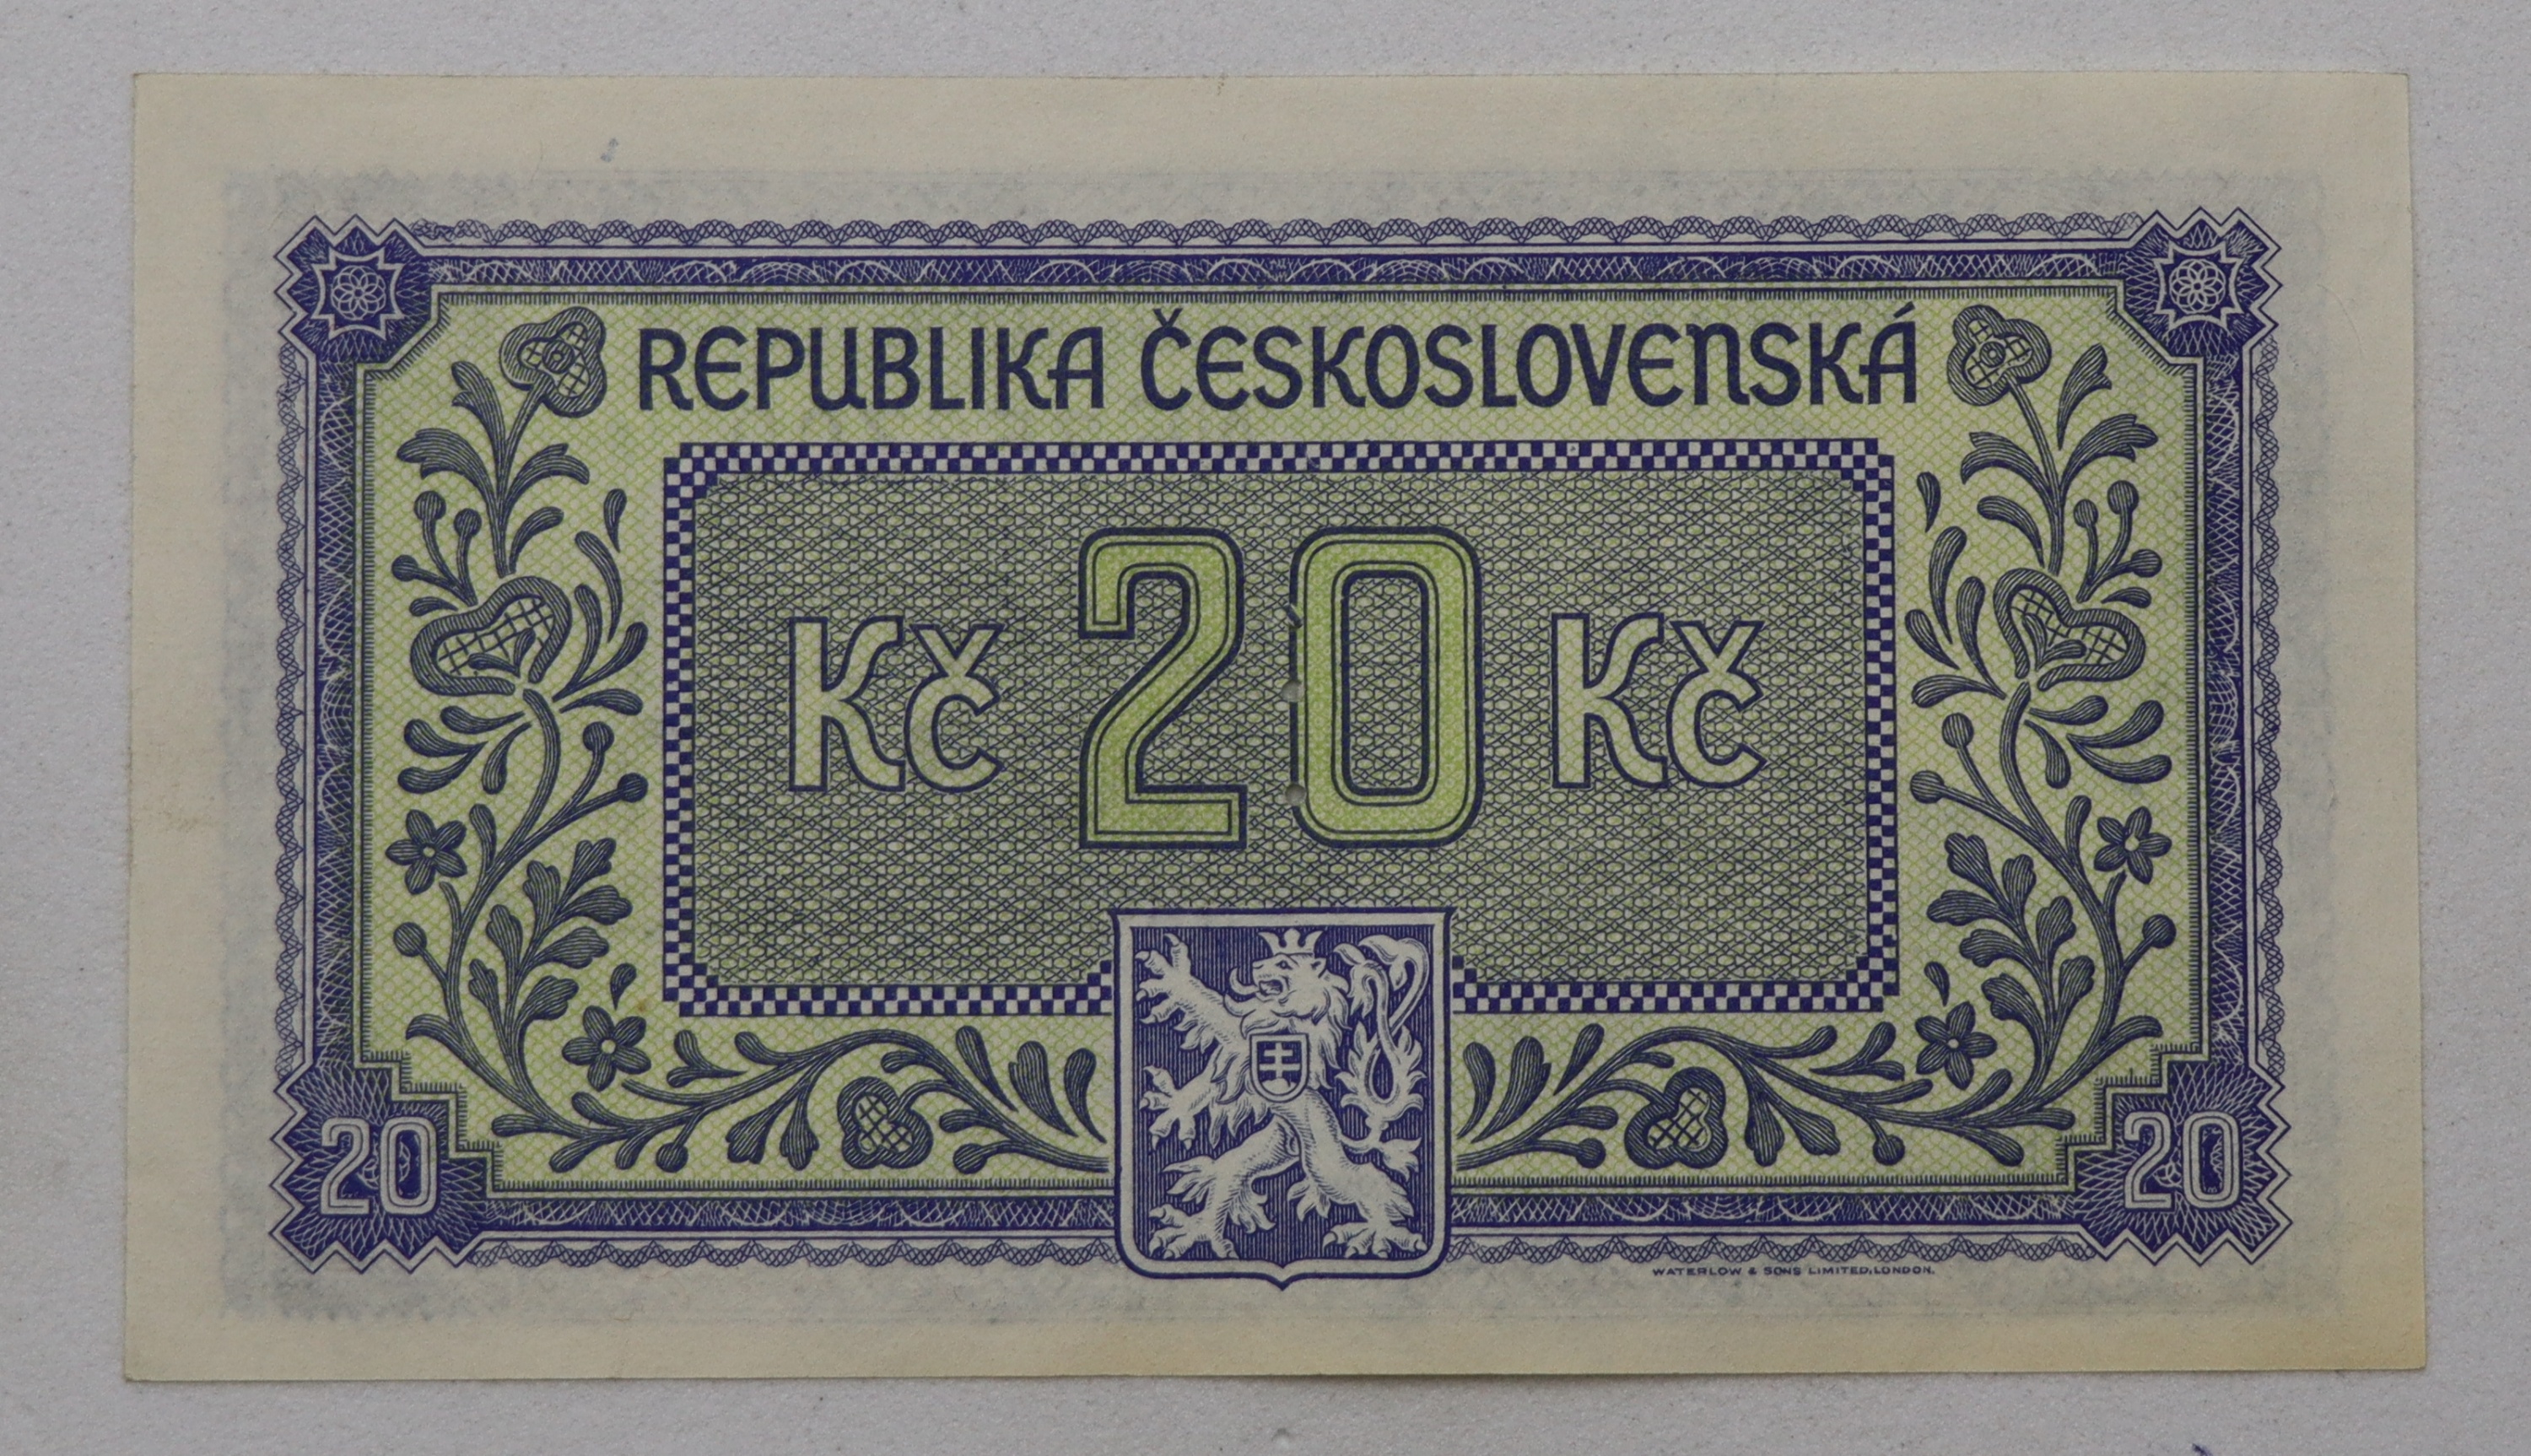 REPUBLIKA ČESKOSLOVENSKÁ
Kč 20 Kč
20 20
WATERLOW & SONS LIMITED, LONDON.